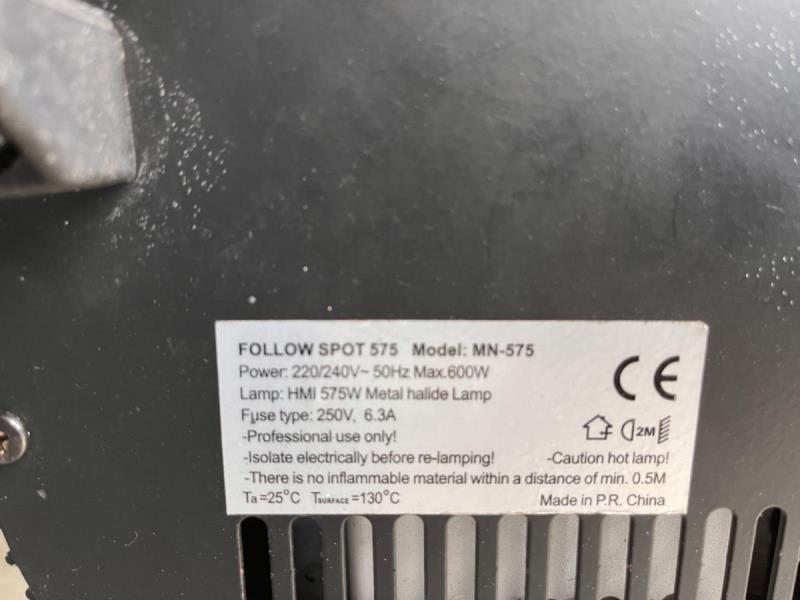 FOLLOW SPOT 575 Model: MN-575
Power: 220/240V~ 50Hz Max.600W
Lamp: HMI 575W Metal halide Lamp
Fuse type: 250V, 6.3A
-Professional use only!
2M
-Isolate electrically before re-lamping! -Caution hot lamp!
-There is no inflammable material within a distance of min. 0.5M
Ta=25°C TSURFACE=130°C Made in P.R. China
CE